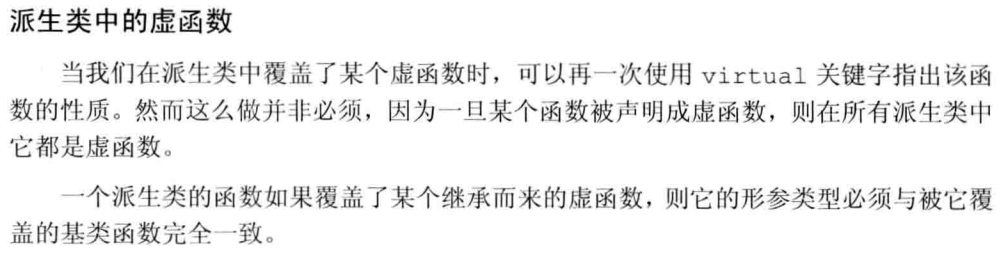 派生类中的虚函数
当我们在派生类中覆盖了某个虚函数时，可以再一次使用 virtual 关键字指出该函
数的性质。然而这么做并非必须，因为一旦某个函数被声明成虚函数，则在所有派生类中
它都是虚函数。
一个派生类的函数如果覆盖了某个继承而来的虚函数，则它的形参类型必须与被它覆
盖的基类函数完全一致。